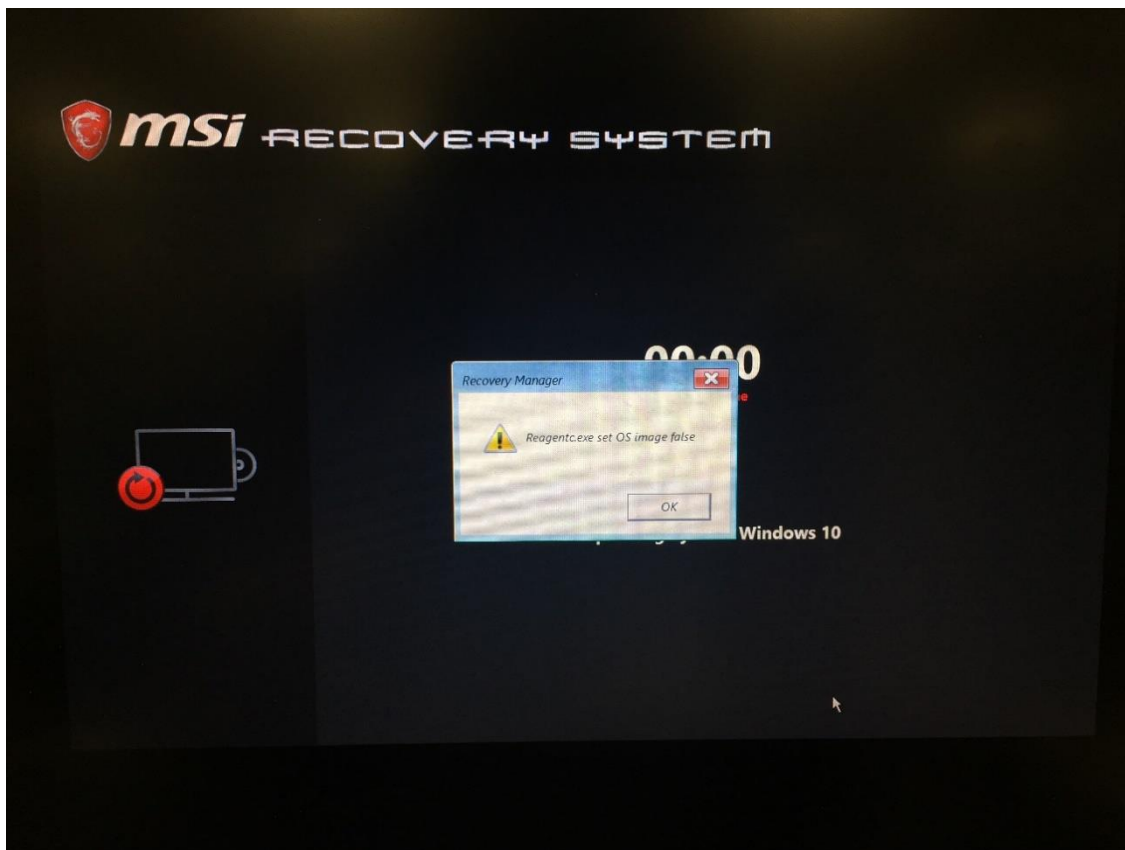 msi RECOVERY SYSTEM
Recovery Manager
Reagentc.exe set OS image false
OK
Windows 10